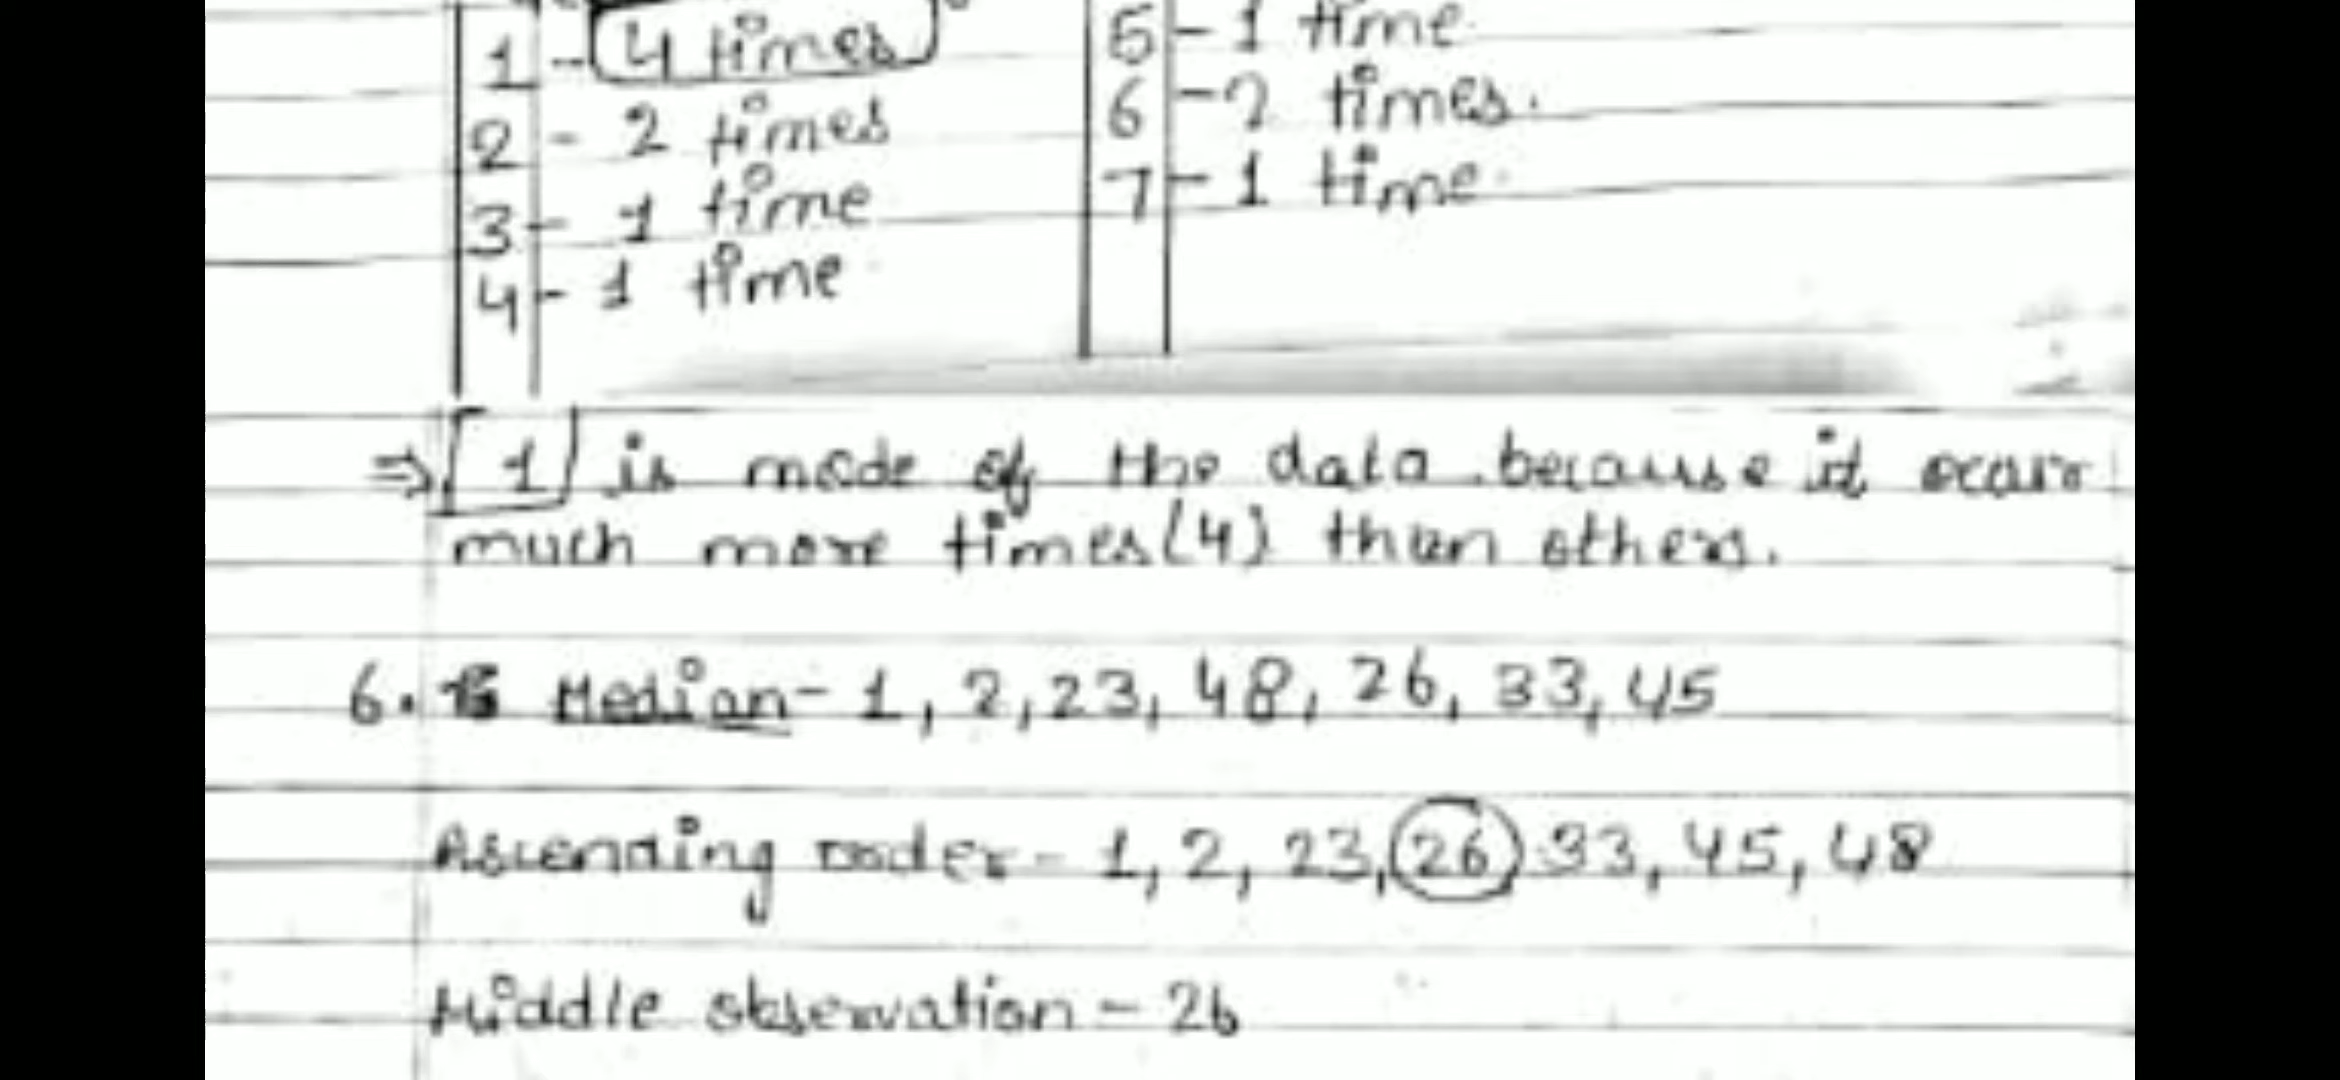 1 - 4 times
2 - 2 times
3 - 1 time
4 - 1 time
5 - 1 time
6 - 2 times.
7 - 1 time.
⇒ 1 is mode of the data because it occurr
much more times (4) than others.
6. Median - 1, 2, 23, 48, 26, 33, 45
Ascending order - 1, 2, 23, 26, 33, 45, 48
Middle observation - 26